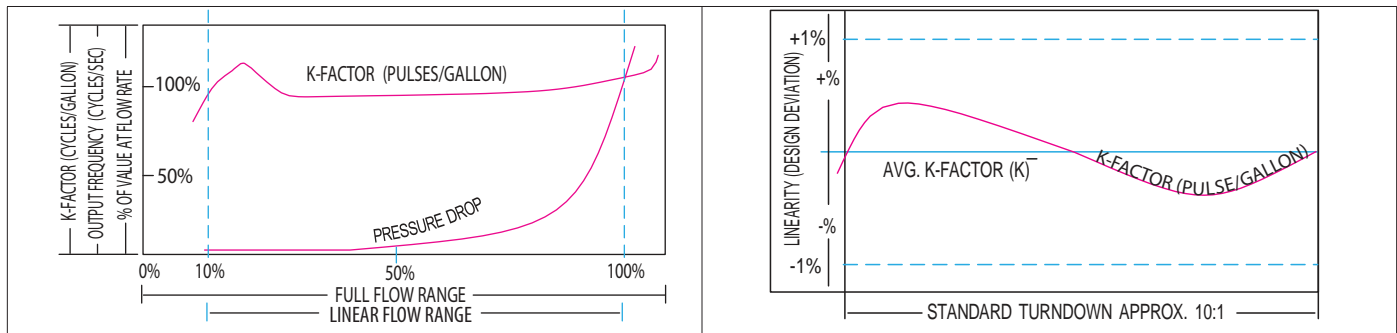 K-FACTOR (CYCLES/GALLON)
OUTPUT FREQUENCY (CYCLES/SEC)
% OF VALUE AT FLOW RATE
100%
50%
K-FACTOR (PULSES/GALLON)
PRESSURE DROP
0%
10%
50%
100%
FULL FLOW RANGE
LINEAR FLOW RANGE
LINEARITY (DESIGN DEVIATION)
+1%
+%
-%
-1%
AVG. K-FACTOR (K)
K-FACTOR (PULSE/GALLON)
STANDARD TURNDOWN APPROX. 10:1